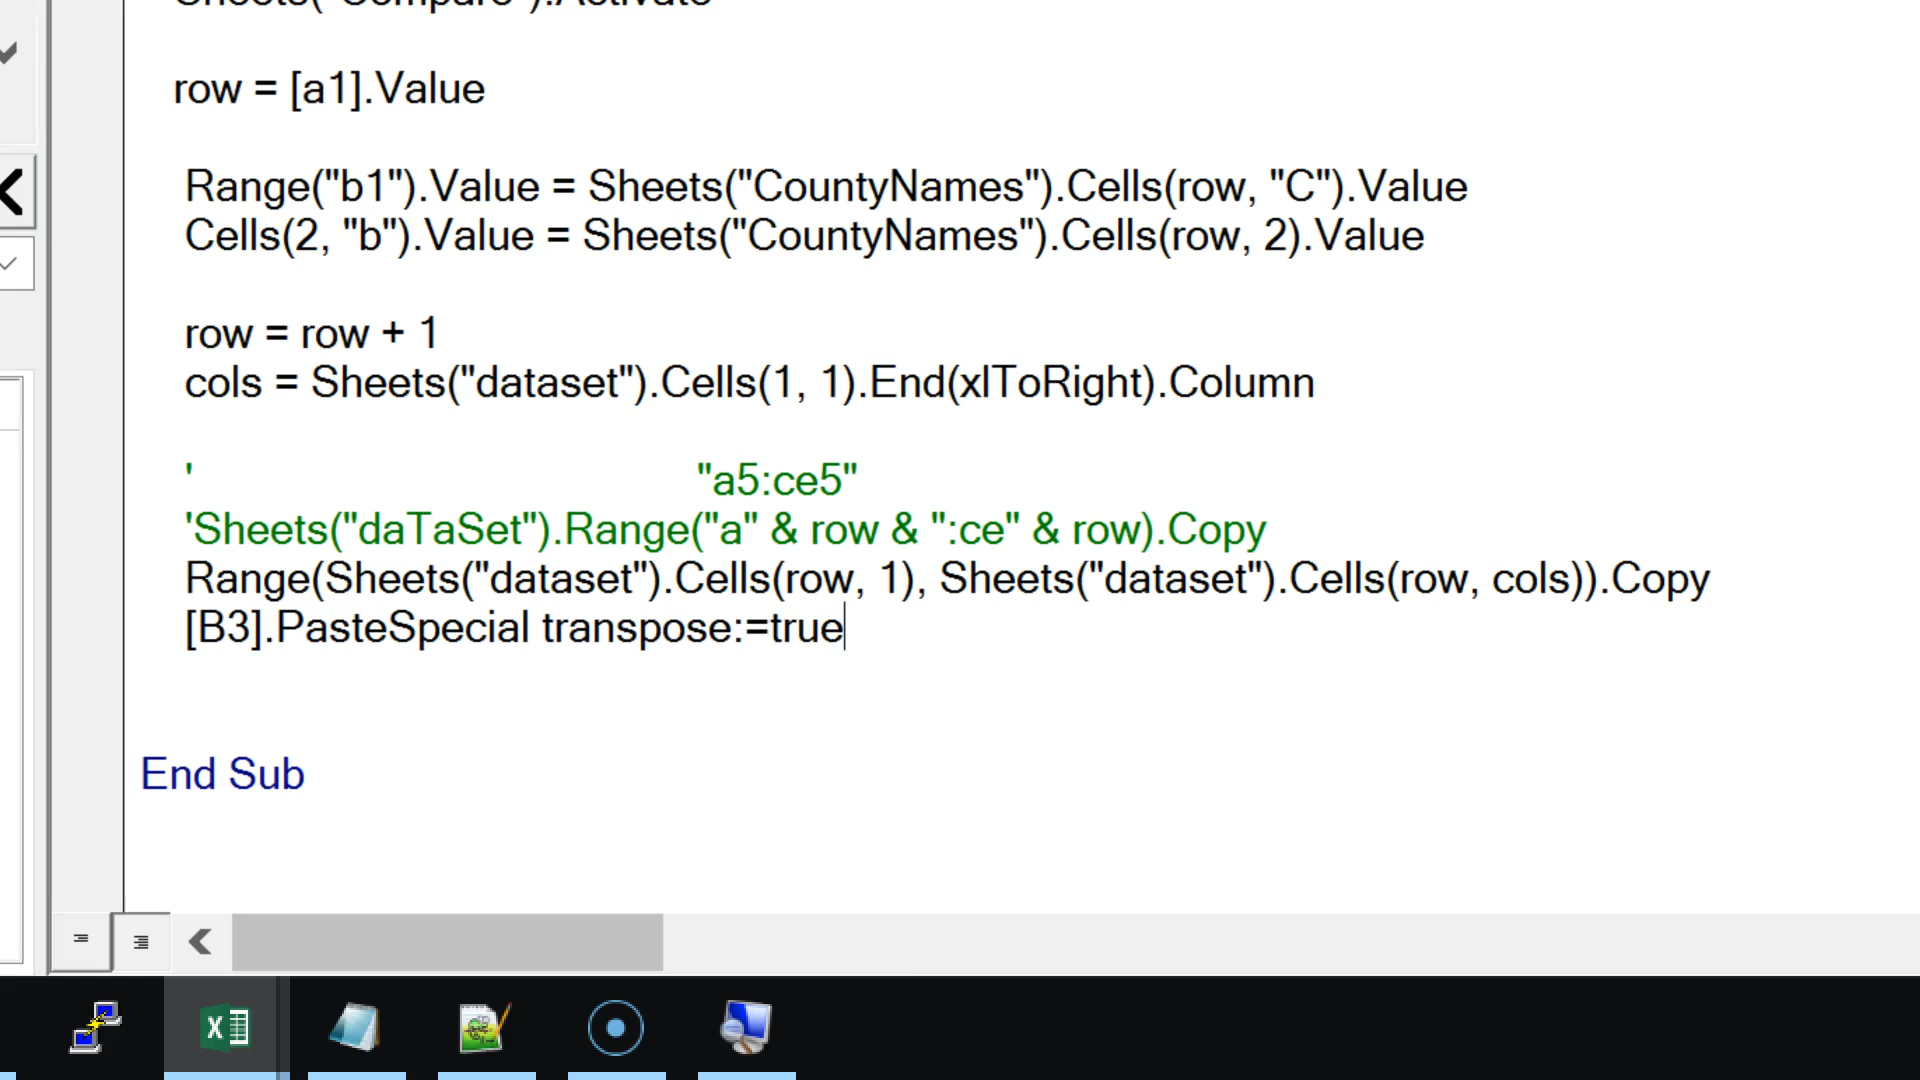 Sheets("Compare").Activate
row = [a1].Value
Range("b1").Value = Sheets("CountyNames").Cells(row, "C").Value
Cells(2, "b").Value = Sheets("CountyNames").Cells(row, 2).Value
row = row + 1
cols = Sheets("dataset").Cells(1, 1).End(xlToRight).Column
' "a5:ce5"
'Sheets("daTaSet").Range("a" & row & ":ce" & row).Copy
Range(Sheets("dataset").Cells(row, 1), Sheets("dataset").Cells(row, cols)).Copy
[B3].PasteSpecial transpose:=true
End Sub
X